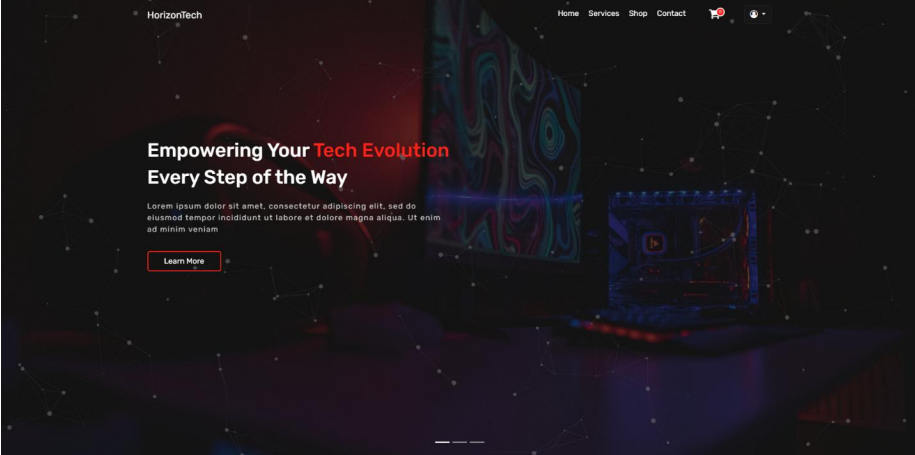 HorizonTech
Home Services Shop Contact
Empowering Your Tech Evolution
Every Step of the Way
Lorem ipsum dolor sit amet, consectetur adipiscing elit, sed do
eiusmod tempor incididunt ut labore et dolore magna aliqua. Ut enim
ad minim veniam
Learn More